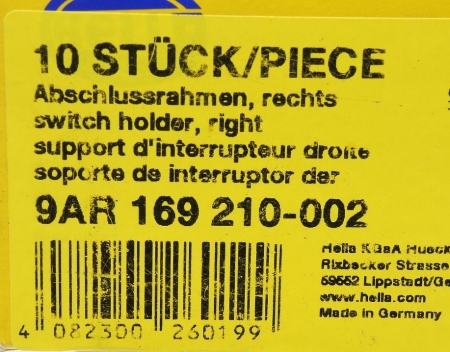 10 STÜCK/PIECE
Abschlussrahmen, rechts
switch holder, right
support d'interrupteur droite
soporte de interruptor der
9AR 169 210-002
Hella KGaA Hueck
Rixbecker Strasse
59552 Lippstadt/Ge
www.hella.com
Made in Germany
4 082300 260199